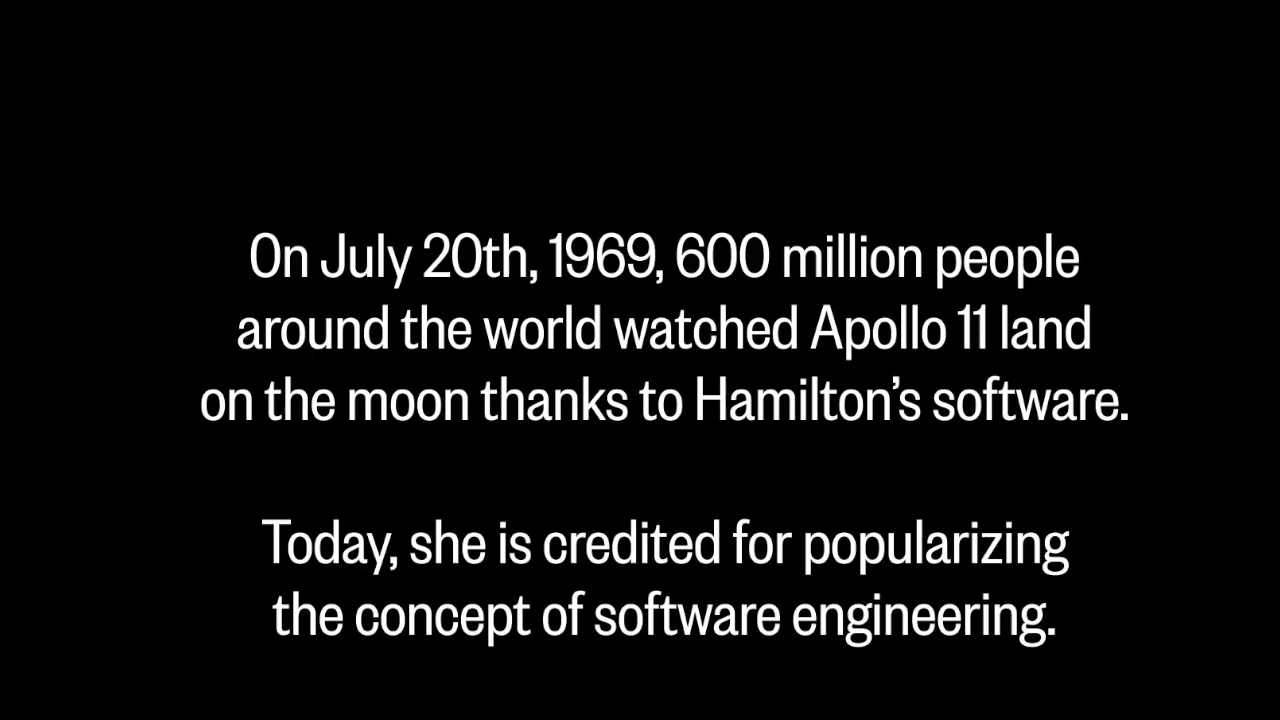 On July 20th, 1969, 600 million people
around the world watched Apollo 11 land
on the moon thanks to Hamilton’s software.
Today, she is credited for popularizing
the concept of software engineering.